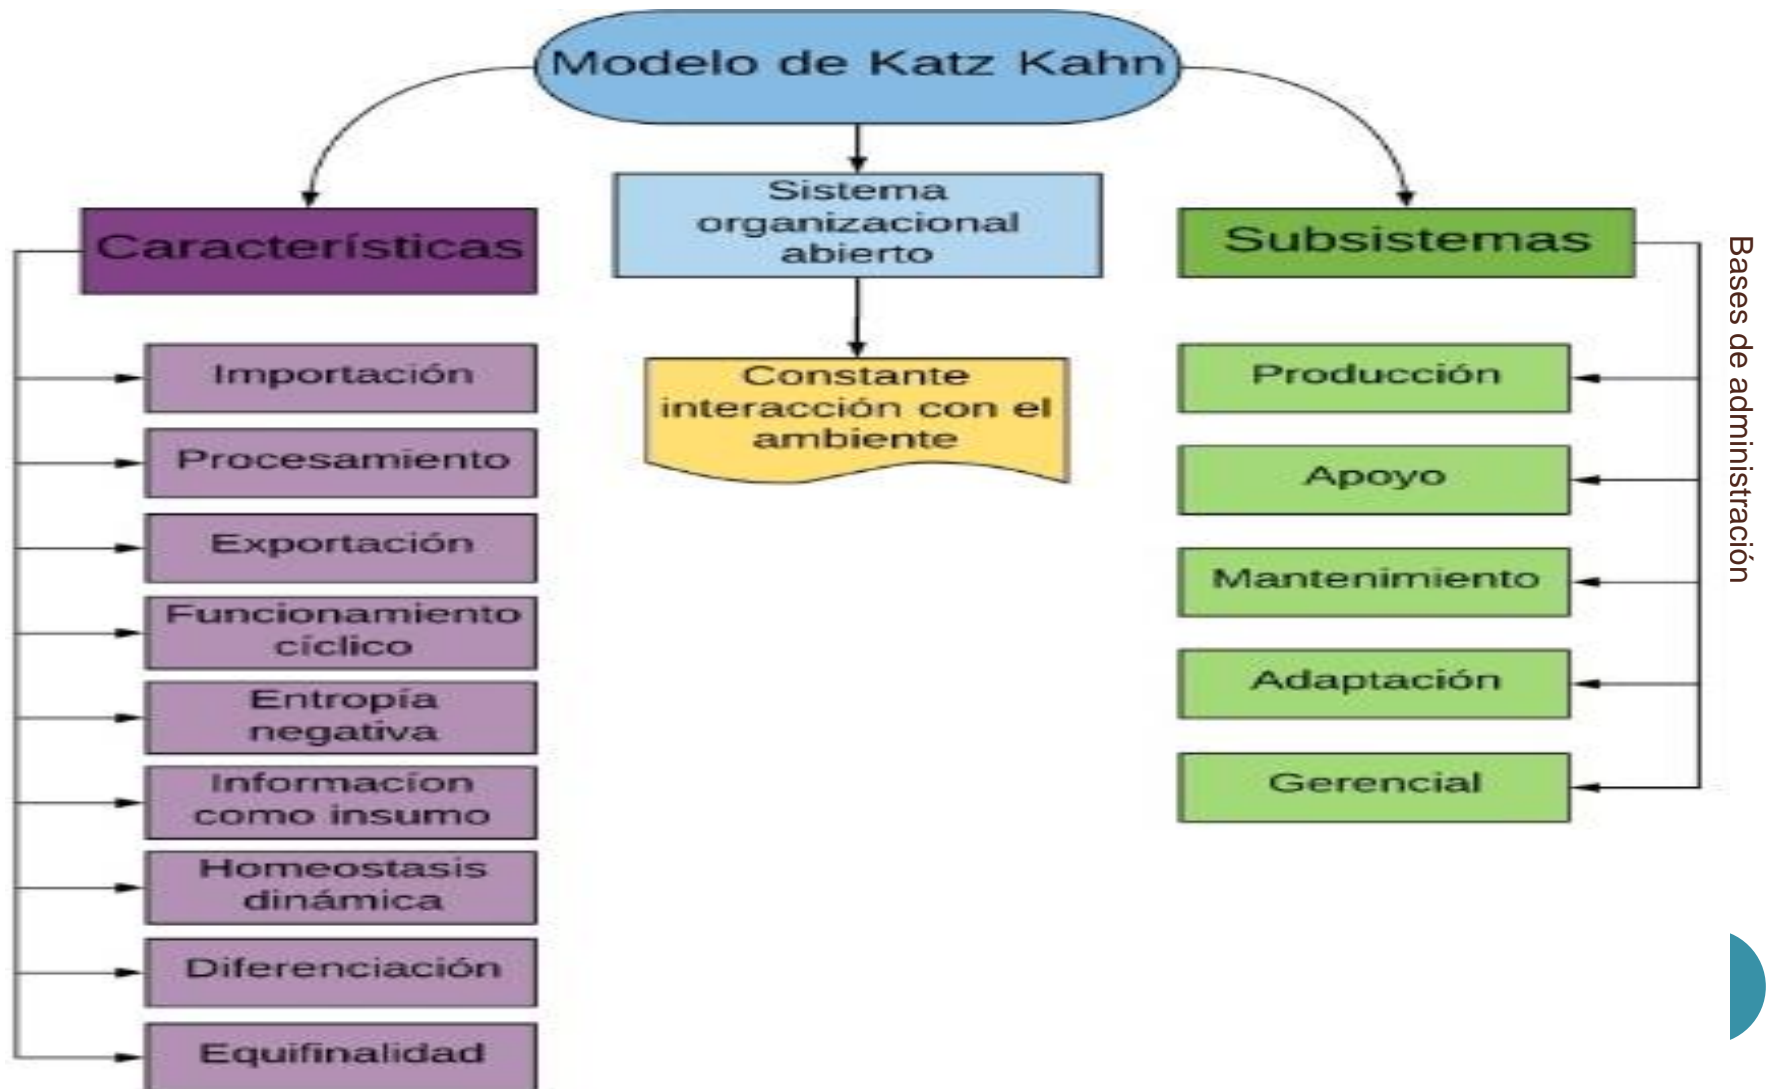 Modelo de Katz Kahn
Características
Importación
Procesamiento
Exportación
Funcionamiento
cíclico
Entropía
negativa
Informacíon
como insumo
Homeostasis
dinámica
Diferenciación
Equifinalidad
Sistema
organizacional
abierto
Constante
interacción con el
ambiente
Subsistemas
Producción
Apoyo
Mantenimiento
Adaptación
Gerencial
Bases de administración